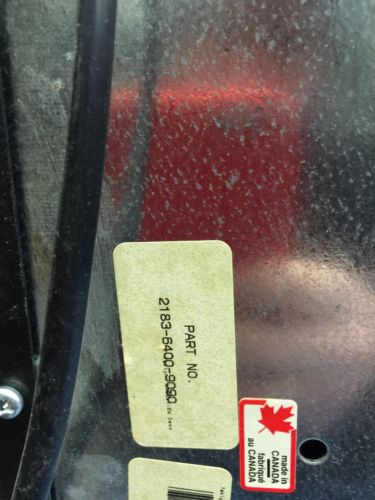 PART NO.
2183-6400-9090
made in
CANADA
fabriqué
au CANADA